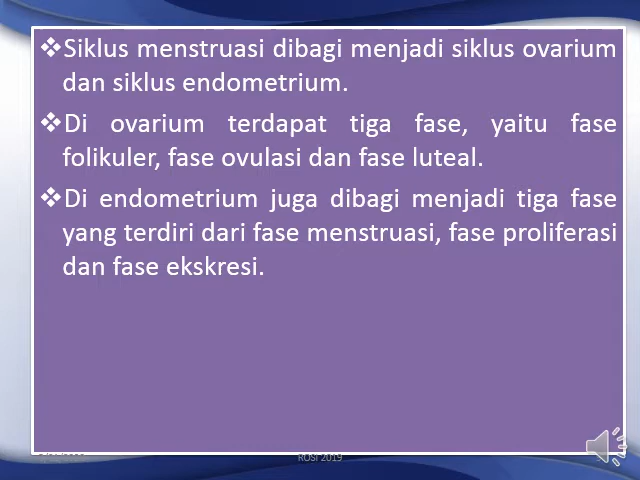 ❖Siklus menstruasi dibagi menjadi siklus ovarium
dan siklus endometrium.
❖Di ovarium terdapat tiga fase, yaitu fase
folikuler, fase ovulasi dan fase luteal.
❖Di endometrium juga dibagi menjadi tiga fase
yang terdiri dari fase menstruasi, fase proliferasi
dan fase ekskresi.
ROSI 2019